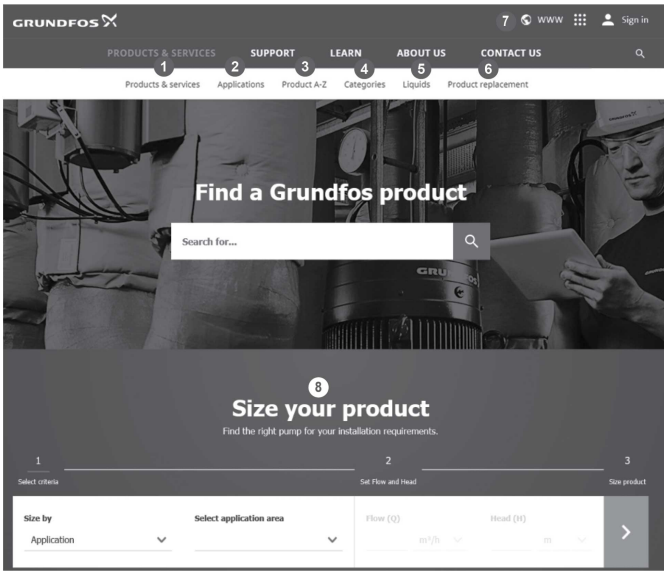 GRUNDFOS
7 WWW Sign in
PRODUCTS & SERVICES SUPPORT LEARN ABOUT US CONTACT US
1 2 3 4 5 6
Products & services Applications Product A-Z Categories Liquids Product replacement
Find a Grundfos product
Search for...
GRU OS
8
Size your product
Find the right pump for your installation requirements.
1 2 3
Select criteria Set Flow and Head Size product
Size by Select application area Flow (Q) Head (H)
Application m³/h m